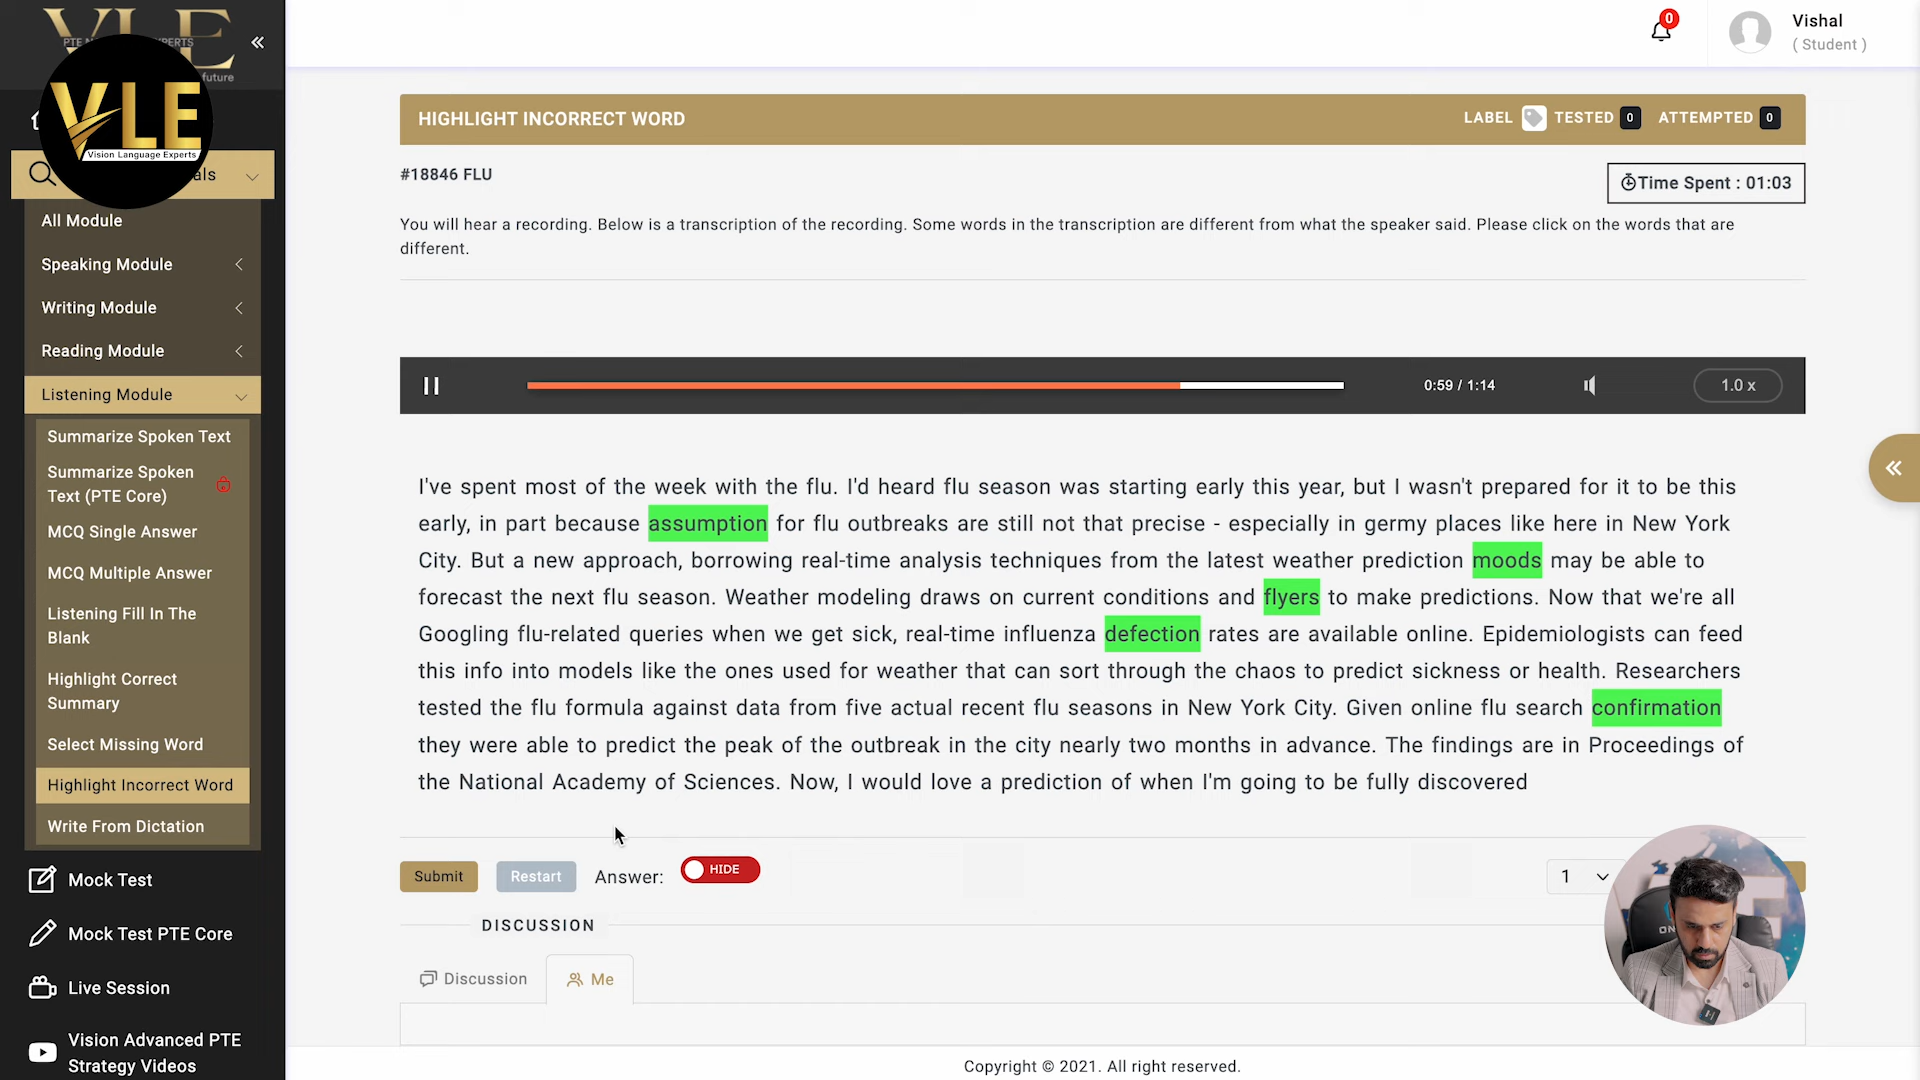 VLE
PTE N
PERTS
future
VLE
Vision Language Experts
als
All Module
Speaking Module
Writing Module
Reading Module
Listening Module
Summarize Spoken Text
Summarize Spoken
Text (PTE Core)
MCQ Single Answer
MCQ Multiple Answer
Listening Fill In The
Blank
Highlight Correct
Summary
Select Missing Word
Highlight Incorrect Word
Write From Dictation
Mock Test
Mock Test PTE Core
Live Session
Vision Advanced PTE
Strategy Videos
0
Vishal
( Student )
HIGHLIGHT INCORRECT WORD
LABEL TESTED 0 ATTEMPTED 0
#18846 FLU
Time Spent : 01:03
You will hear a recording. Below is a transcription of the recording. Some words in the transcription are different from what the speaker said. Please click on the words that are
different.
0:59 / 1:14
1.0 x
I've spent most of the week with the flu. I'd heard flu season was starting early this year, but I wasn't prepared for it to be this
early, in part because assumption for flu outbreaks are still not that precise - especially in germy places like here in New York
City. But a new approach, borrowing real-time analysis techniques from the latest weather prediction moods may be able to
forecast the next flu season. Weather modeling draws on current conditions and flyers to make predictions. Now that we're all
Googling flu-related queries when we get sick, real-time influenza defection rates are available online. Epidemiologists can feed
this info into models like the ones used for weather that can sort through the chaos to predict sickness or health. Researchers
tested the flu formula against data from five actual recent flu seasons in New York City. Given online flu search confirmation
they were able to predict the peak of the outbreak in the city nearly two months in advance. The findings are in Proceedings of
the National Academy of Sciences. Now, I would love a prediction of when I'm going to be fully discovered
Submit
Restart
Answer:
HIDE
1
DISCUSSION
Discussion
Me
Copyright © 2021. All right reserved.